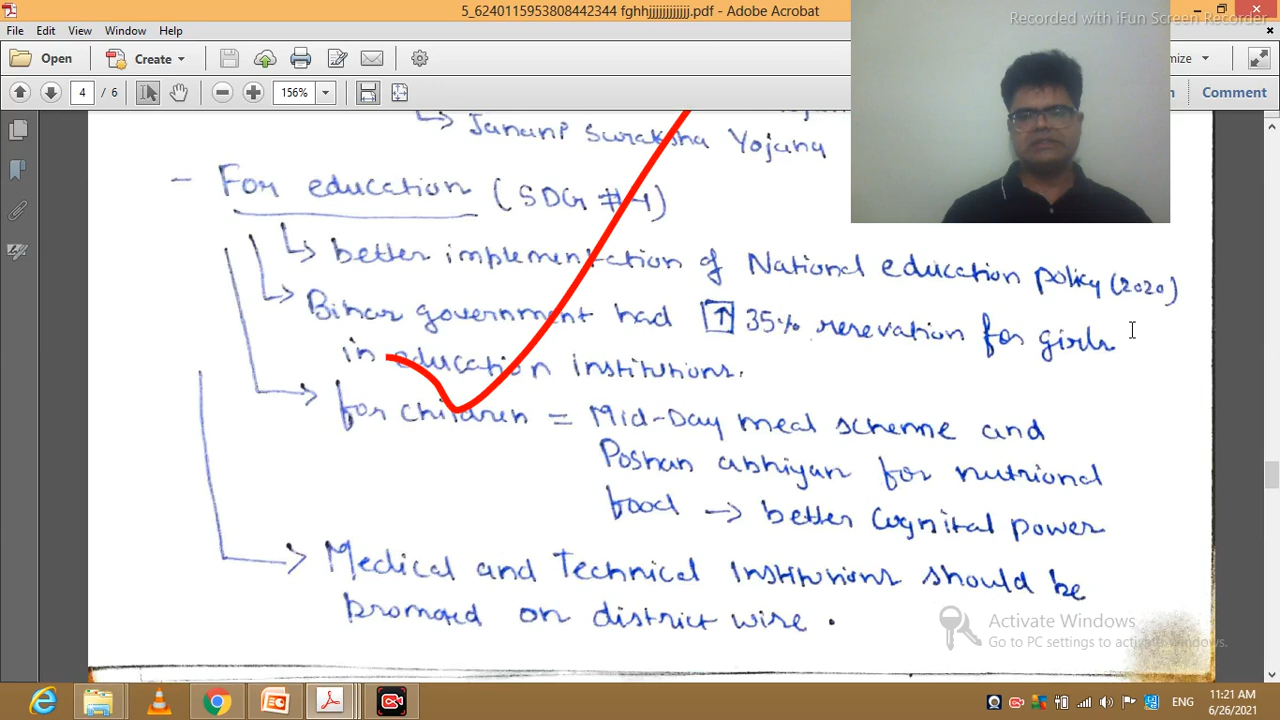 5_6240115953808442344 fghhjjjjjjjjjjjj.pdf - Adobe Acrobat
Recorded with iFun Screen Recorder
File Edit View Window Help
Open Create mize
4 / 6 156% Comment
↳ Janani Suraksha Yojana
- For education (SDG #4)
↳ better implementation of National education policy (2020)
Bihar government had ↑ 35% rerevation for girls
in education institutions.
for children = Mid-Day meal scheme and
Poshan abhiyan for nutrional
food → better Cognital power
Medical and Technical Institutions should be
promoted on district wire.
Activate Windows
Go to PC settings to activate Windows.
ENG
11:21 AM
6/26/2021